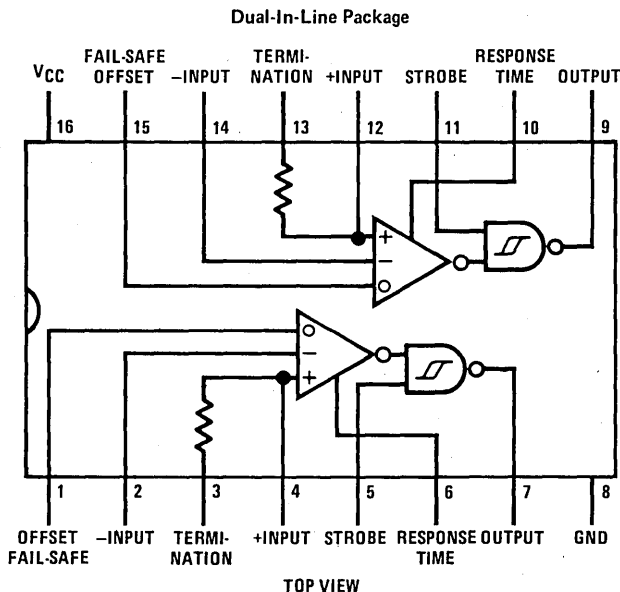 Dual-In-Line Package
FAIL-SAFE TERMI- RESPONSE
VCC OFFSET –INPUT NATION +INPUT STROBE TIME OUTPUT
16 15 14 13 12 11 10 9
+
–
–
+
1 2 3 4 5 6 7 8
OFFSET –INPUT TERMI- +INPUT STROBE RESPONSE OUTPUT GND
FAIL-SAFE NATION TIME
TOP VIEW